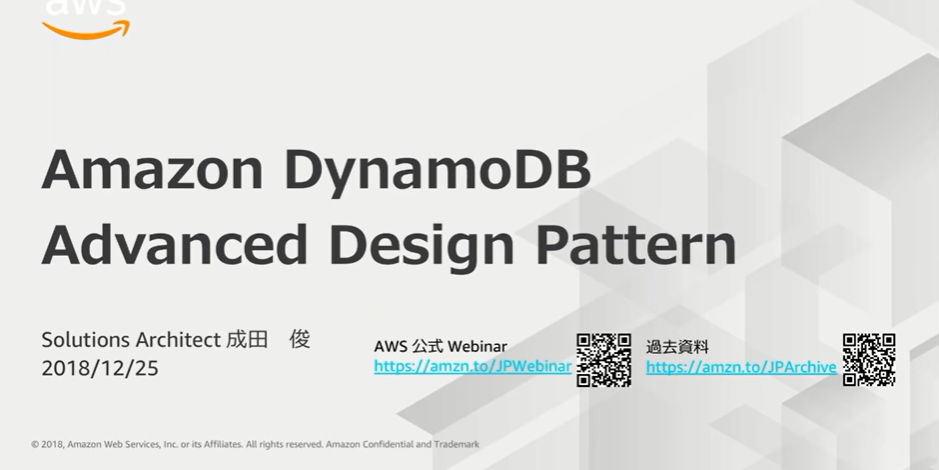 aws
Amazon DynamoDB
Advanced Design Pattern
Solutions Architect 成田　俊
2018/12/25
AWS 公式 Webinar
https://amzn.to/JPWebinar
過去資料
https://amzn.to/JPArchive
© 2018, Amazon Web Services, Inc. or its Affiliates. All rights reserved. Amazon Confidential and Trademark